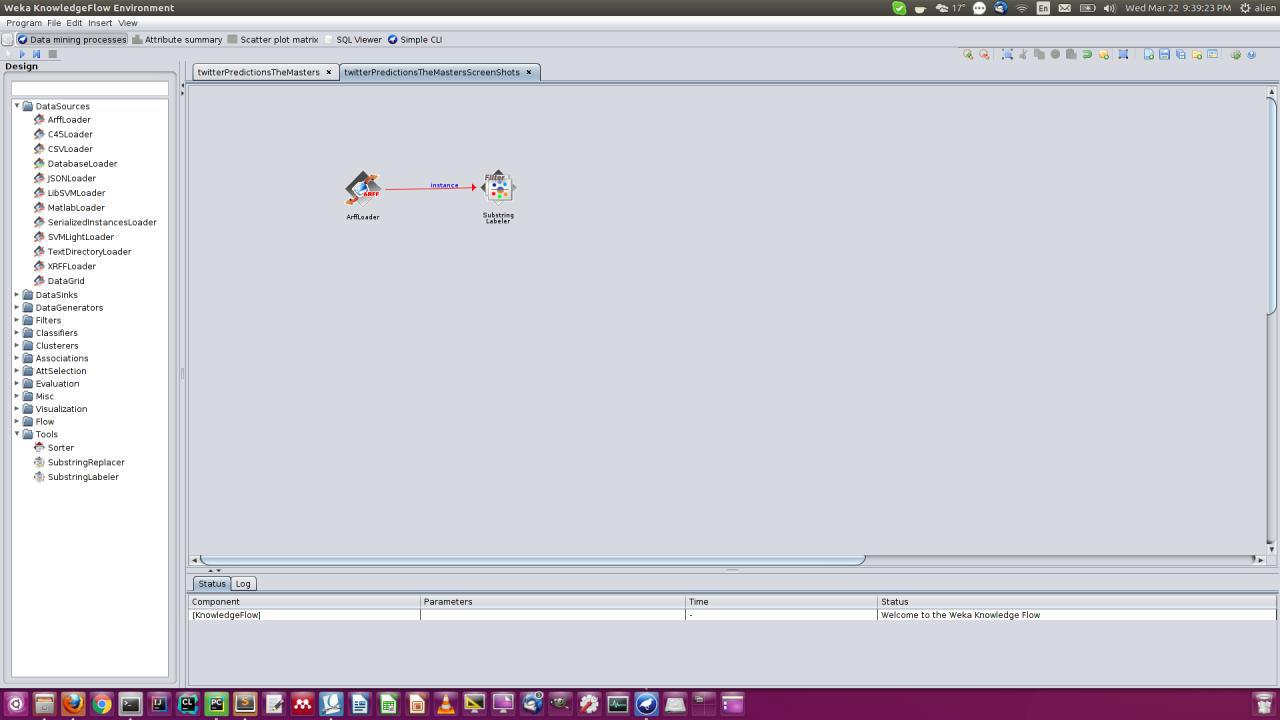 Weka KnowledgeFlow Environment
17°
En
Wed Mar 22 9:39:23 PM
alien
Program File Edit Insert View
Data mining processes
Attribute summary
Scatter plot matrix
SQL Viewer
Simple CLI
Design
twitterPredictionsTheMasters
twitterPredictionsTheMastersScreenShots
DataSources
ArffLoader
C45Loader
CSVLoader
DatabaseLoader
JSONLoader
LibSVMLoader
MatlabLoader
SerializedInstancesLoader
SVMLightLoader
TextDirectoryLoader
XRFFLoader
DataGrid
DataSinks
DataGenerators
Filters
Classifiers
Clusterers
Associations
AttSelection
Evaluation
Misc
Visualization
Flow
Tools
Sorter
SubstringReplacer
SubstringLabeler
ARFF
ArffLoader
instance
Filter
Substring
Labeler
Status
Log
Component Parameters Time Status
[KnowledgeFlow] - Welcome to the Weka Knowledge Flow
IJ
CL
PC
S